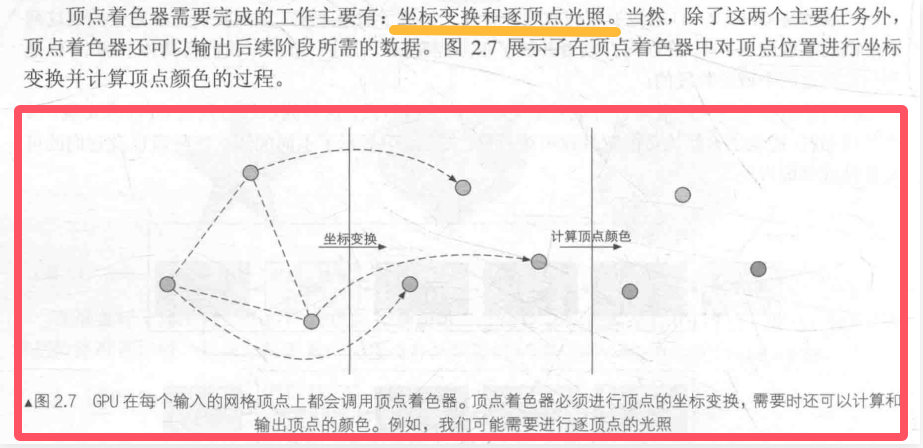 顶点着色器需要完成的工作主要有：坐标变换和逐顶点光照。当然，除了这两个主要任务外，
顶点着色器还可以输出后续阶段所需的数据。图 2.7 展示了在顶点着色器中对顶点位置进行坐标
变换并计算顶点颜色的过程。
坐标变换
计算顶点颜色
▲图 2.7 GPU 在每个输入的网格顶点上都会调用顶点着色器。顶点着色器必须进行顶点的坐标变换，需要时还可以计算和
输出顶点的颜色。例如，我们可能需要进行逐顶点的光照